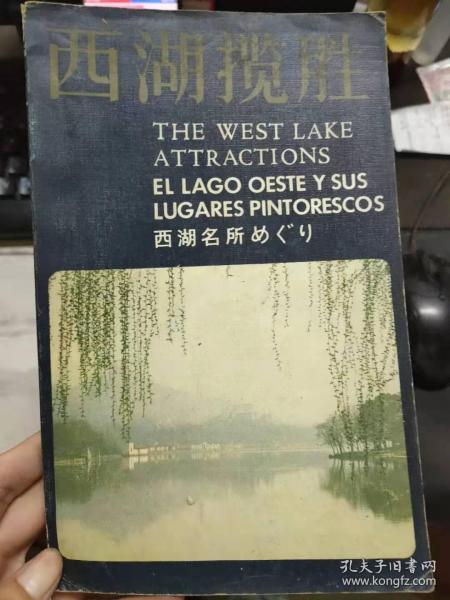 西湖揽胜
THE WEST LAKE
ATTRACTIONS
EL LAGO OESTE Y SUS
LUGARES PINTORESCOS
西湖名所めぐり
孔夫子旧书网
www.kongfz.com